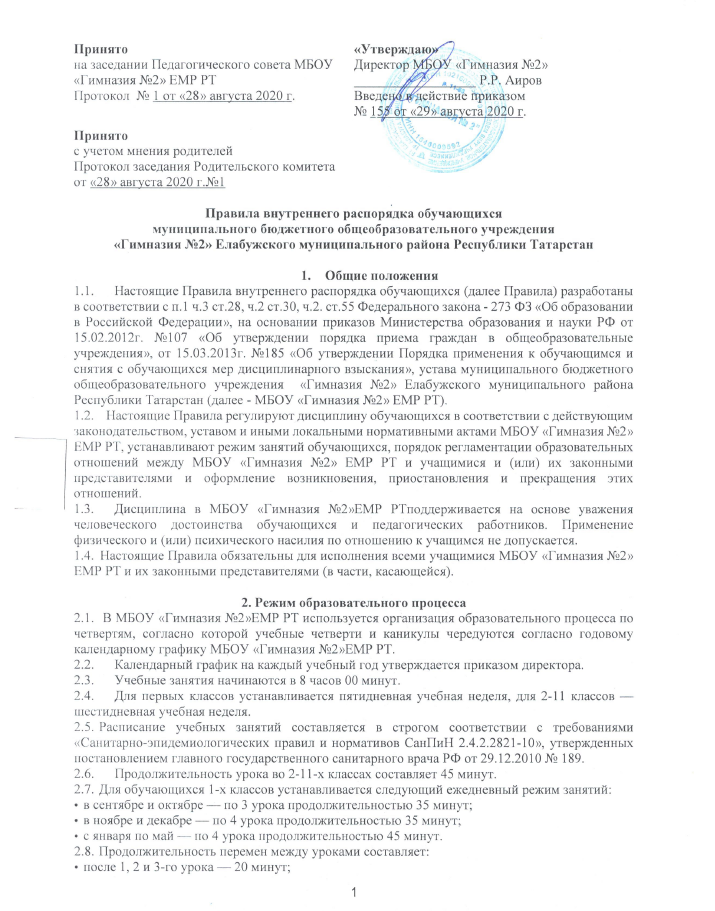 Принято
на заседании Педагогического совета МБОУ
«Гимназия №2» ЕМР РТ
Протокол № 1 от «28» августа 2020 г.
Принято
с учетом мнения родителей
Протокол заседания Родительского комитета
от «28» августа 2020 г.№1
«Утверждаю»
Директор МБОУ «Гимназия №2»
Р.Р. Аиров
Введено в действие приказом
№ 155 от «29» августа 2020 г.
Правила внутреннего распорядка обучающихся
муниципального бюджетного общеобразовательного учреждения
«Гимназия №2» Елабужского муниципального района Республики Татарстан
1. Общие положения
1.1. Настоящие Правила внутреннего распорядка обучающихся (далее Правила) разработаны
в соответствии с п.1 ч.3 ст.28, ч.2 ст.30, ч.2. ст.55 Федерального закона - 273 ФЗ «Об образовании
в Российской Федерации», на основании приказов Министерства образования и науки РФ от
15.02.2012г. №107 «Об утверждении порядка приема граждан в общеобразовательные
учреждения», от 15.03.2013г. №185 «Об утверждении Порядка применения к обучающимся и
снятия с обучающихся мер дисциплинарного взыскания», устава муниципального бюджетного
общеобразовательного учреждения «Гимназия №2» Елабужского муниципального района
Республики Татарстан (далее - МБОУ «Гимназия №2» ЕМР РТ).
1.2. Настоящие Правила регулируют дисциплину обучающихся в соответствии с действующим
законодательством, уставом и иными локальными нормативными актами МБОУ «Гимназия №2»
ЕМР РТ, устанавливают режим занятий обучающихся, порядок регламентации образовательных
отношений между МБОУ «Гимназия №2» ЕМР РТ и учащимися и (или) их законными
представителями и оформление возникновения, приостановления и прекращения этих
отношений.
1.3. Дисциплина в МБОУ «Гимназия №2»ЕМР РТподдерживается на основе уважения
человеческого достоинства обучающихся и педагогических работников. Применение
физического и (или) психического насилия по отношению к учащимся не допускается.
1.4. Настоящие Правила обязательны для исполнения всеми учащимися МБОУ «Гимназия №2»
ЕМР РТ и их законными представителями (в части, касающейся).
2. Режим образовательного процесса
2.1. В МБОУ «Гимназия №2»ЕМР РТ используется организация образовательного процесса по
четвертям, согласно которой учебные четверти и каникулы чередуются согласно годовому
календарному графику МБОУ «Гимназия №2»ЕМР РТ.
2.2. Календарный график на каждый учебный год утверждается приказом директора.
2.3. Учебные занятия начинаются в 8 часов 00 минут.
2.4. Для первых классов устанавливается пятидневная учебная неделя, для 2-11 классов —
шестидневная учебная неделя.
2.5. Расписание учебных занятий составляется в строгом соответствии с требованиями
«Санитарно-эпидемиологических правил и нормативов СанПиН 2.4.2.2821-10», утвержденных
постановлением главного государственного санитарного врача РФ от 29.12.2010 № 189.
2.6. Продолжительность урока во 2-11-х классах составляет 45 минут.
2.7. Для обучающихся 1-х классов устанавливается следующий ежедневный режим занятий:
• в сентябре и октябре — по 3 урока продолжительностью 35 минут;
• в ноябре и декабре — по 4 урока продолжительностью 35 минут;
• с января по май — по 4 урока продолжительностью 45 минут.
2.8. Продолжительность перемен между уроками составляет:
• после 1, 2 и 3-го урока — 20 минут;
1